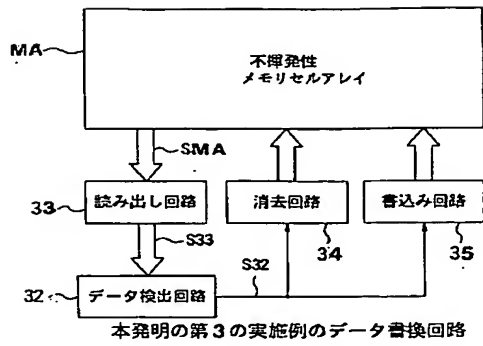 MA
不揮発性
メモリセルアレイ
SMA
33
読み出し回路
消去回路
書込み回路
34
35
S33
32
データ検出回路
S32
本発明の第3の実施例のデータ書換回路